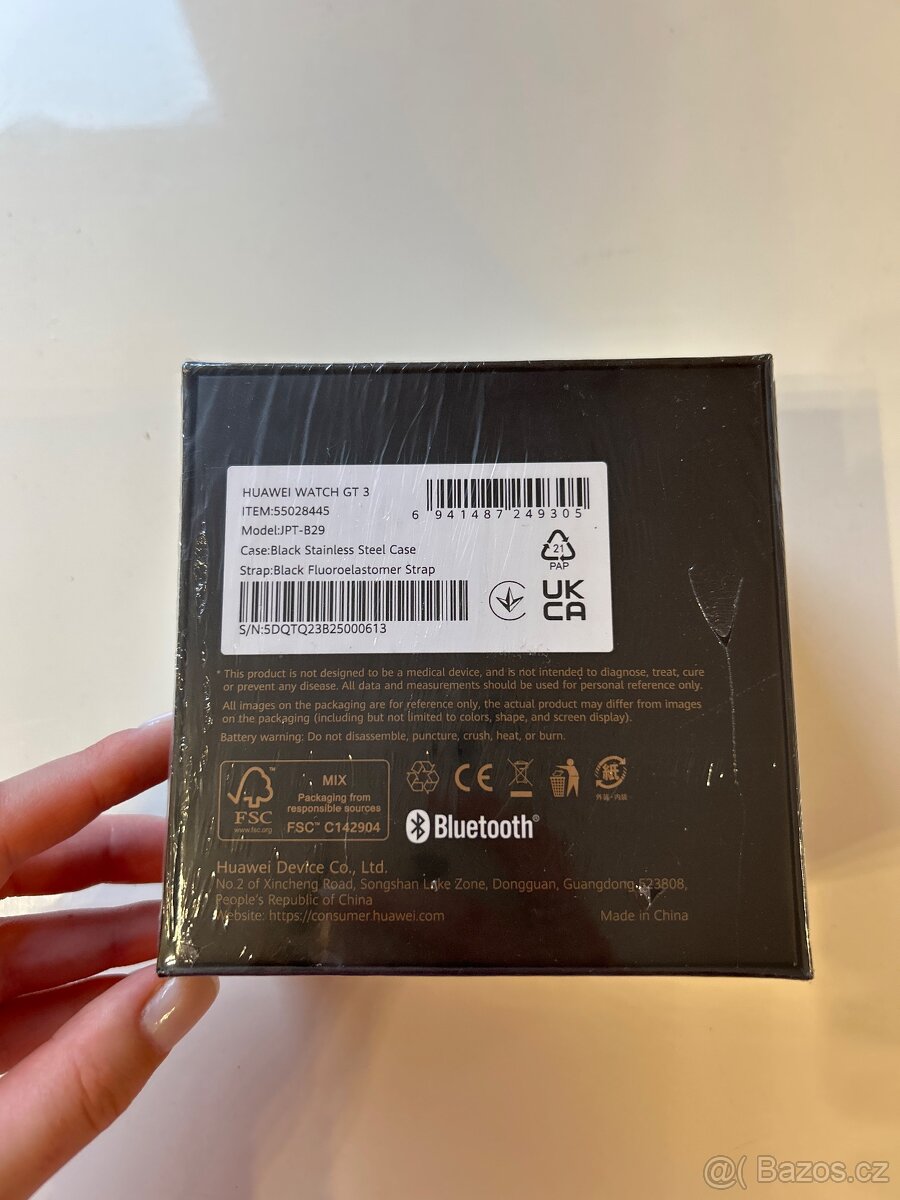 HUAWEI WATCH GT 3
ITEM:55028445
Model:JPT-B29
Case:Black Stainless Steel Case
Strap:Black Fluoroelastomer Strap
S/N:5DQTQ23B25000613
6 941487 249305
21
PAP
UK
CA
* This product is not designed to be a medical device, and is not intended to diagnose, treat, cure
or prevent any disease. All data and measurements should be used for personal reference only.
All images on the packaging are for reference only, the actual product may differ from images
on the packaging (including but not limited to colors, shape, and screen display).
Battery warning: Do not disassemble, puncture, crush, heat, or burn.
FSC™
www.fsc.org
MIX
Packaging from
responsible sources
FSC™ C142904
CE
紙
外箱・内装
Bluetooth®
Huawei Device Co., Ltd.
No.2 of Xincheng Road, Songshan Lake Zone, Dongguan, Guangdong 523808,
People's Republic of China
Website: https://consumer.huawei.com
Made in China
@( Bazos.cz